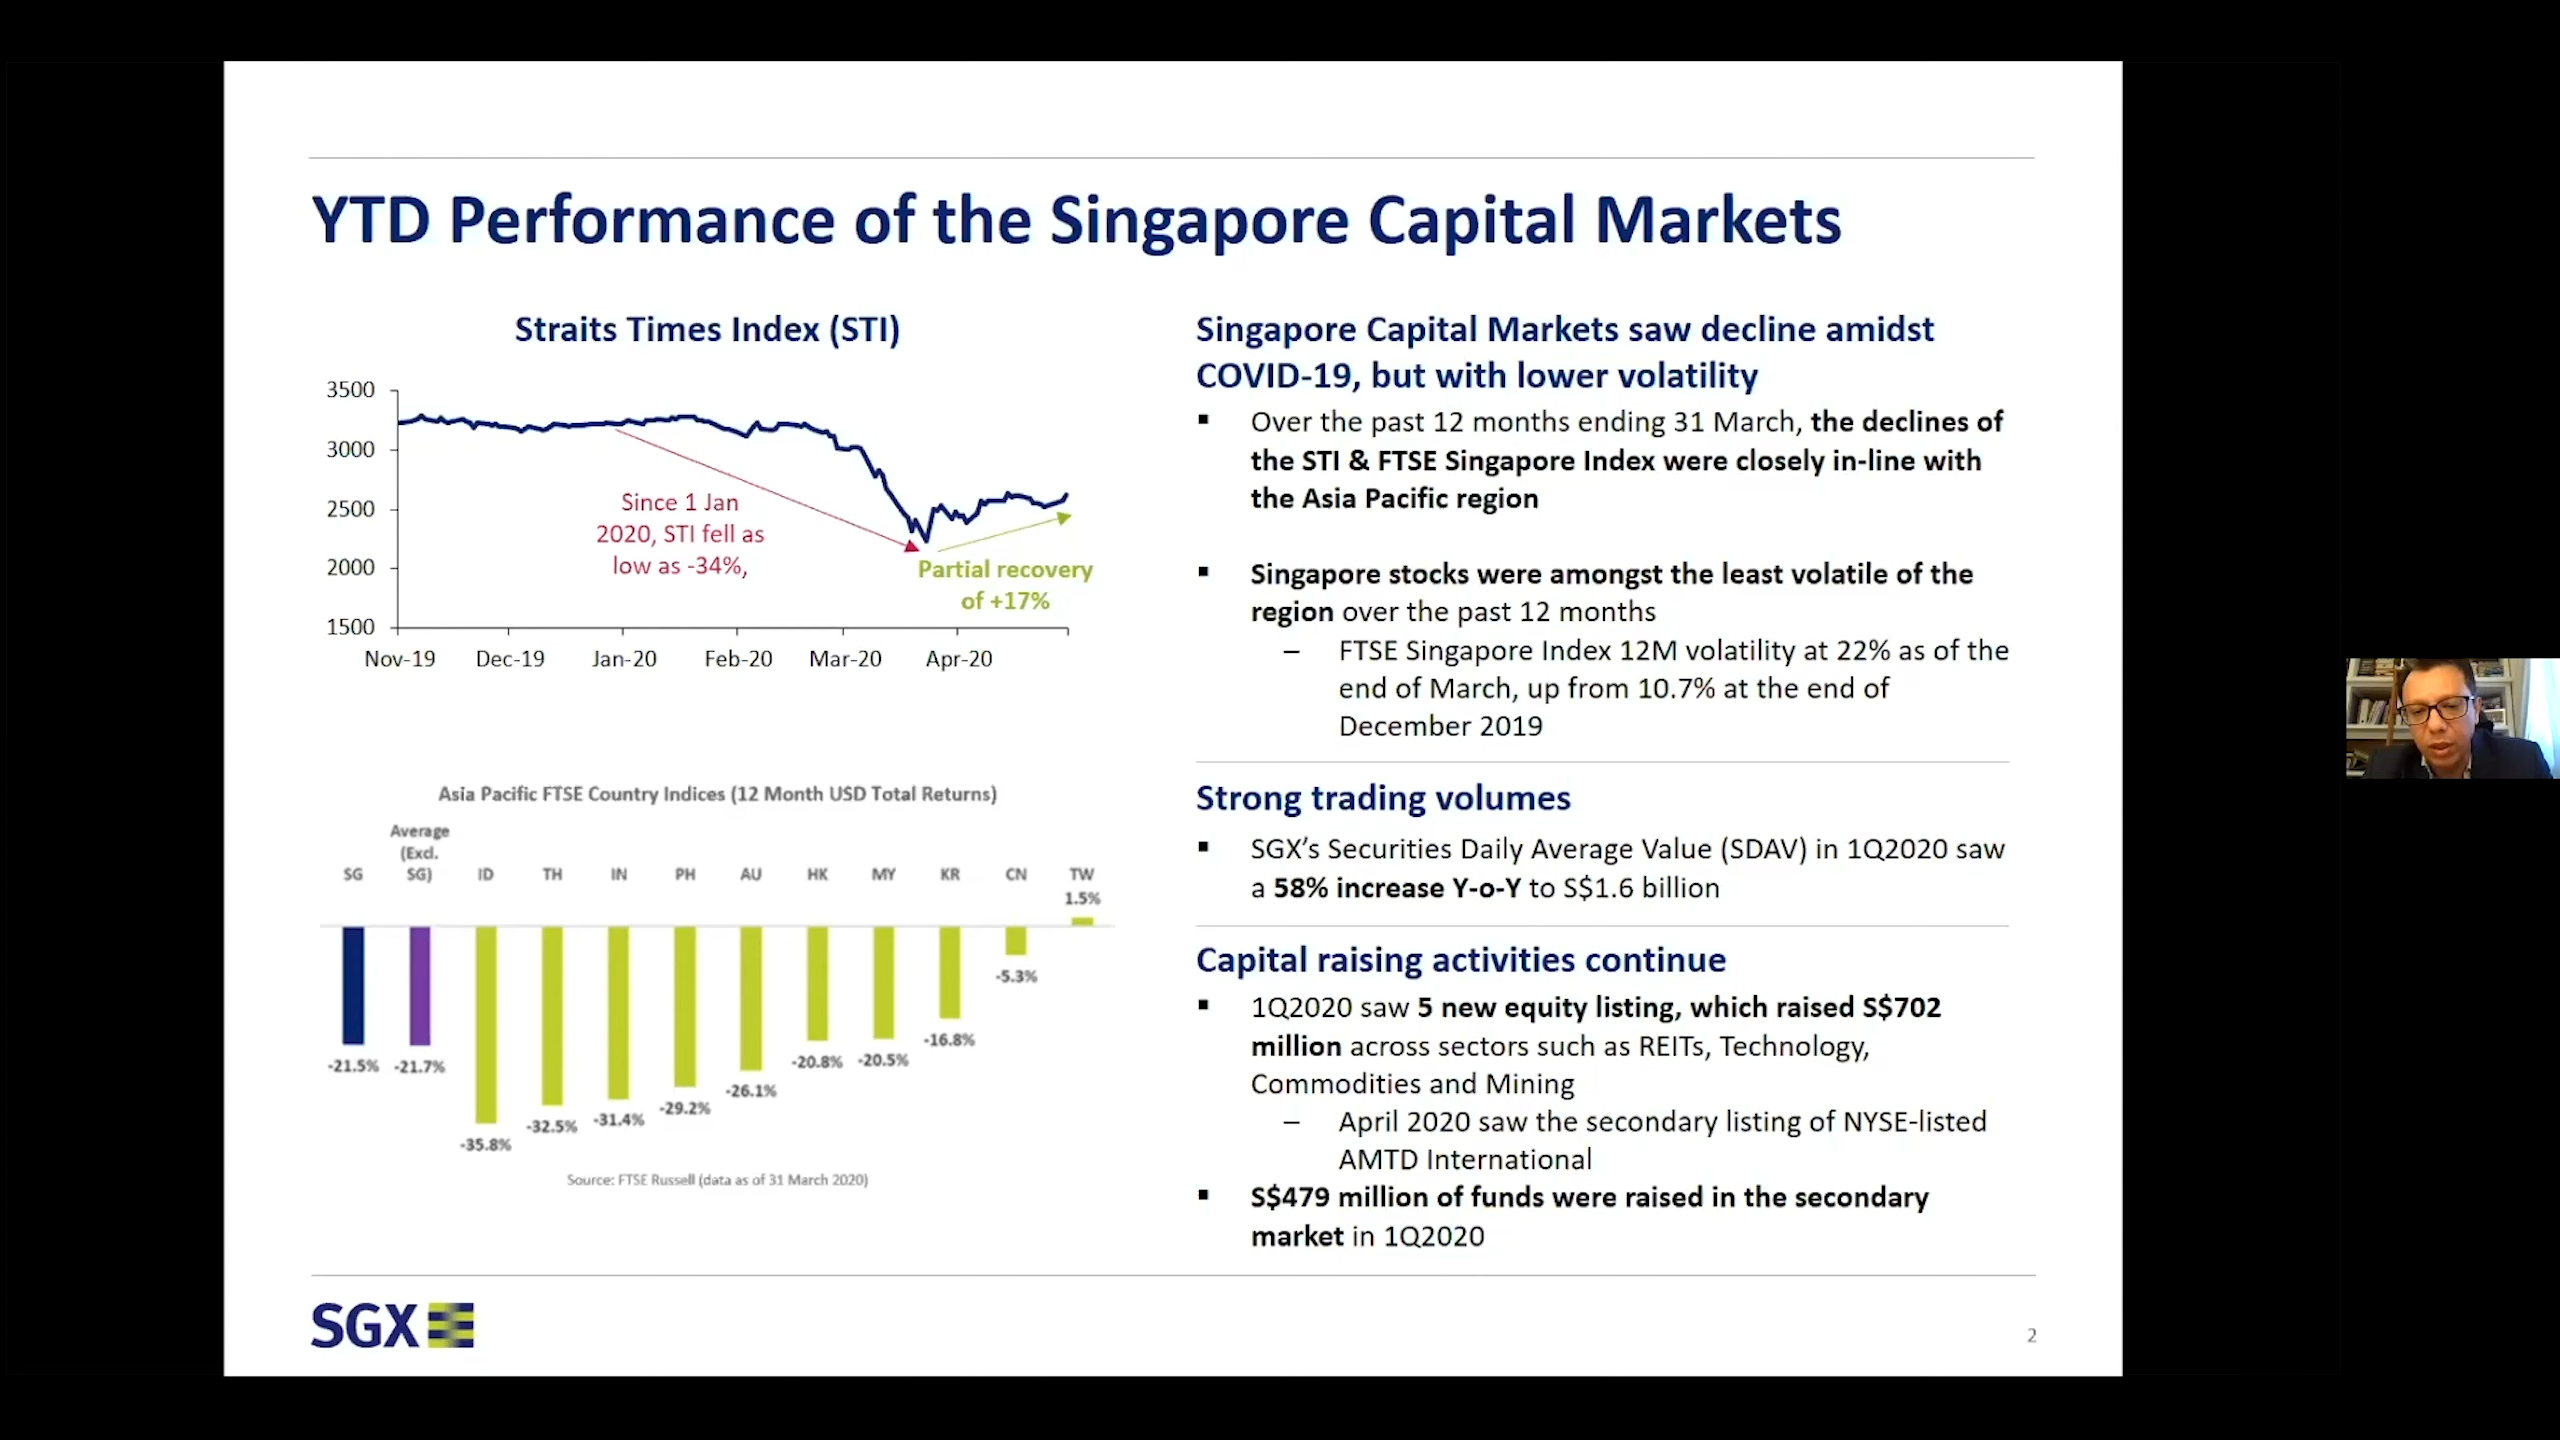 YTD Performance of the Singapore Capital Markets
Straits Times Index (STI)
3500
3000
2500
2000
1500
Since 1 Jan
2020, STI fell as
low as -34%,
Partial recovery
of +17%
Nov-19 Dec-19 Jan-20 Feb-20 Mar-20 Apr-20
Asia Pacific FTSE Country Indices (12 Month USD Total Returns)
Average
(Excl.
SG SG) ID TH IN PH AU HK MY KR CN TW
1.5%
-5.3%
-16.8%
-21.5% -21.7% -20.8% -20.5%
-26.1%
-29.2%
-32.5% -31.4%
-35.8%
Source: FTSE Russell (data as of 31 March 2020)
Singapore Capital Markets saw decline amidst
COVID-19, but with lower volatility
▪ Over the past 12 months ending 31 March, the declines of
the STI & FTSE Singapore Index were closely in-line with
the Asia Pacific region
▪ Singapore stocks were amongst the least volatile of the
region over the past 12 months
– FTSE Singapore Index 12M volatility at 22% as of the
end of March, up from 10.7% at the end of
December 2019
Strong trading volumes
▪ SGX’s Securities Daily Average Value (SDAV) in 1Q2020 saw
a 58% increase Y-o-Y to S$1.6 billion
Capital raising activities continue
▪ 1Q2020 saw 5 new equity listing, which raised S$702
million across sectors such as REITs, Technology,
Commodities and Mining
– April 2020 saw the secondary listing of NYSE-listed
AMTD International
▪ S$479 million of funds were raised in the secondary
market in 1Q2020
SGX
2